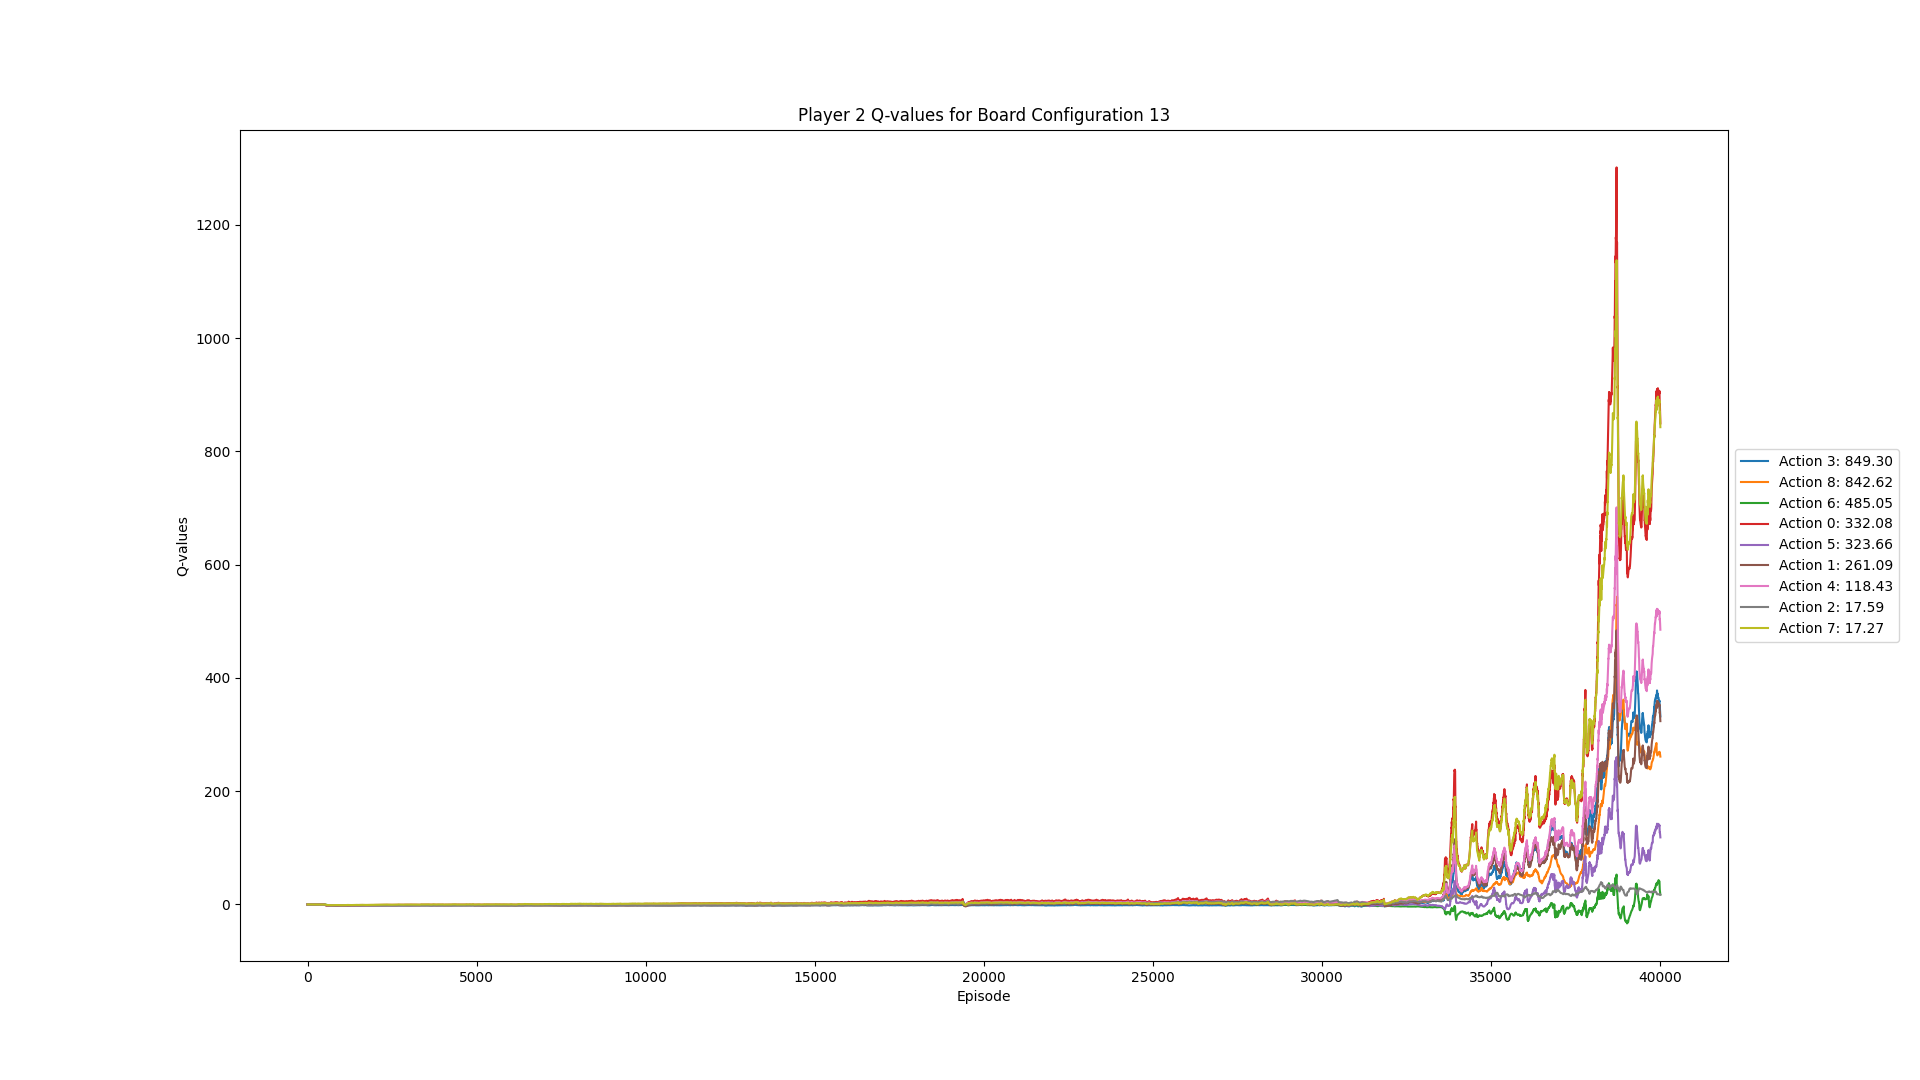 Player 2 Q-values for Board Configuration 13
Q-values
1200
1000
800
600
400
200
0
0
5000
10000
15000
20000
25000
30000
35000
40000
Episode
Action 3: 849.30
Action 8: 842.62
Action 6: 485.05
Action 0: 332.08
Action 5: 323.66
Action 1: 261.09
Action 4: 118.43
Action 2: 17.59
Action 7: 17.27